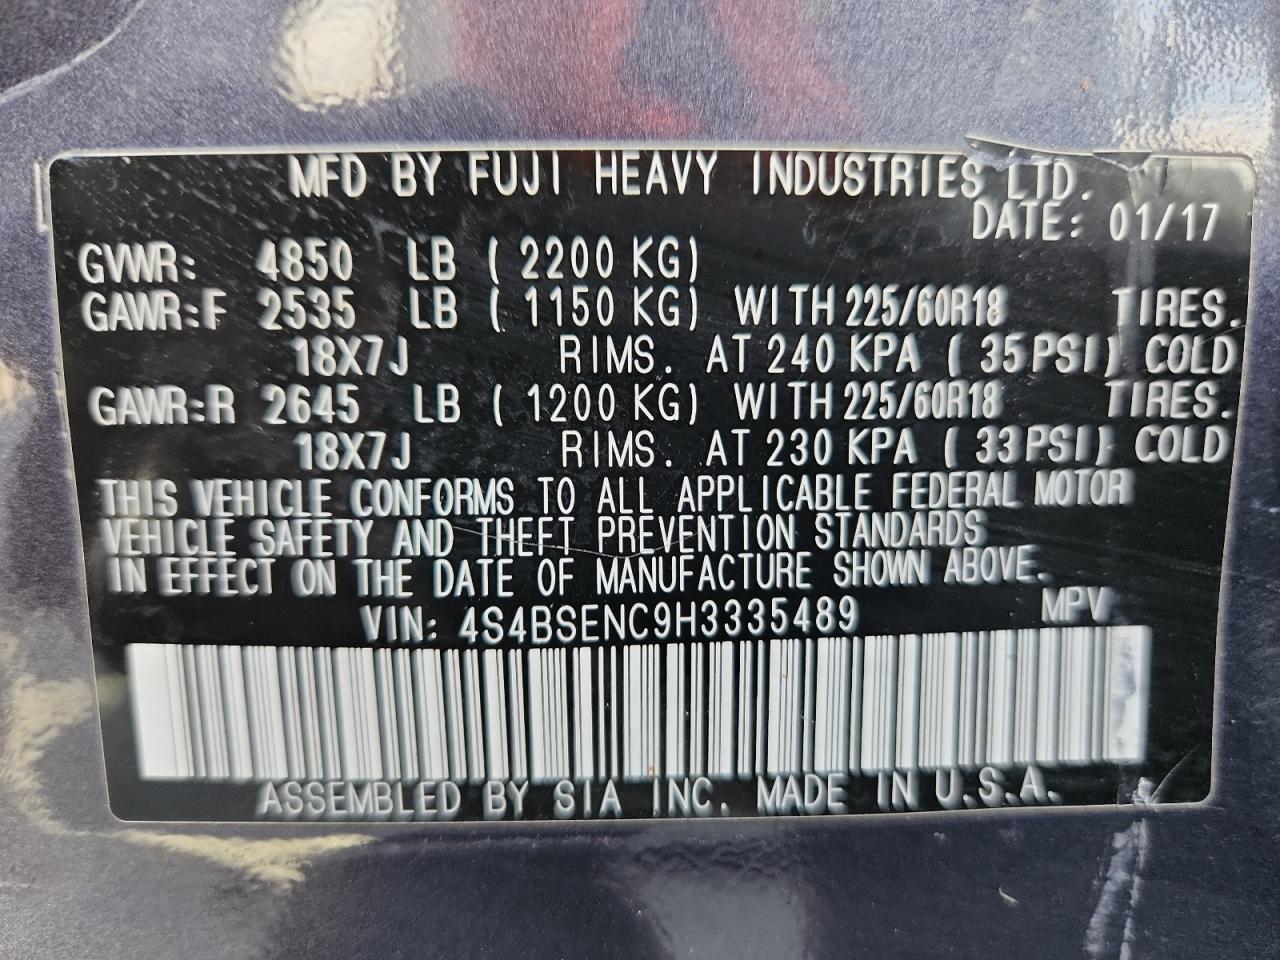 MFD BY FUJI HEAVY INDUSTRIES LTD.
DATE: 01/17
GVWR: 4850 LB ( 2200 KG)
GAWR:F 2535 LB ( 1150 KG) WITH 225/60R18 TIRES.
18X7J RIMS. AT 240 KPA ( 35 PSI) COLD
GAWR:R 2645 LB ( 1200 KG) WITH 225/60R18 TIRES.
18X7J RIMS. AT 230 KPA ( 33 PSI) COLD
THIS VEHICLE CONFORMS TO ALL APPLICABLE FEDERAL MOTOR
VEHICLE SAFETY AND THEFT PREVENTION STANDARDS
IN EFFECT ON THE DATE OF MANUFACTURE SHOWN ABOVE.
VIN: 4S4BSENC9H3335489 MPV
ASSEMBLED BY SIA INC. MADE IN U.S.A.